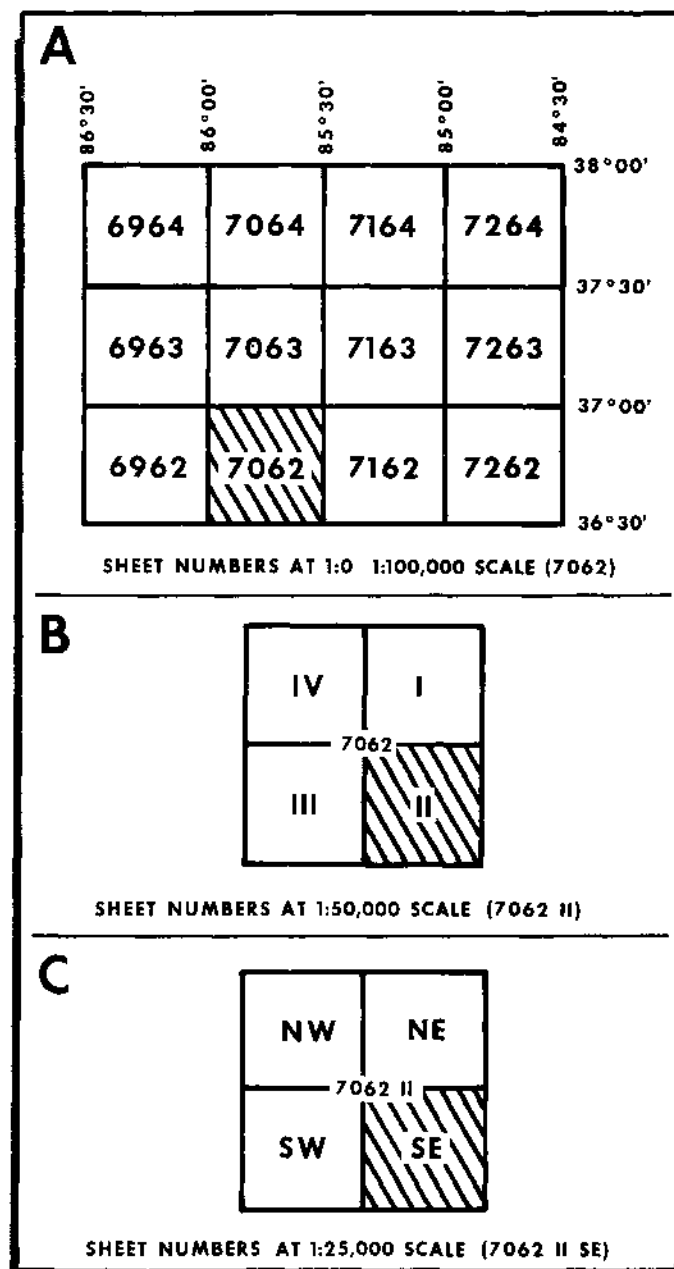 A
86°30' 86°00' 85°30' 85°00' 84°30'
38°00'
6964 7064 7164 7264
37°30'
6963 7063 7163 7263
37°00'
6962 7062 7162 7262
36°30'
SHEET NUMBERS AT 1:0 1:100,000 SCALE (7062)
B
IV I
7062
III II
SHEET NUMBERS AT 1:50,000 SCALE (7062 II)
C
NW NE
7062 II
SW SE
SHEET NUMBERS AT 1:25,000 SCALE (7062 II SE)